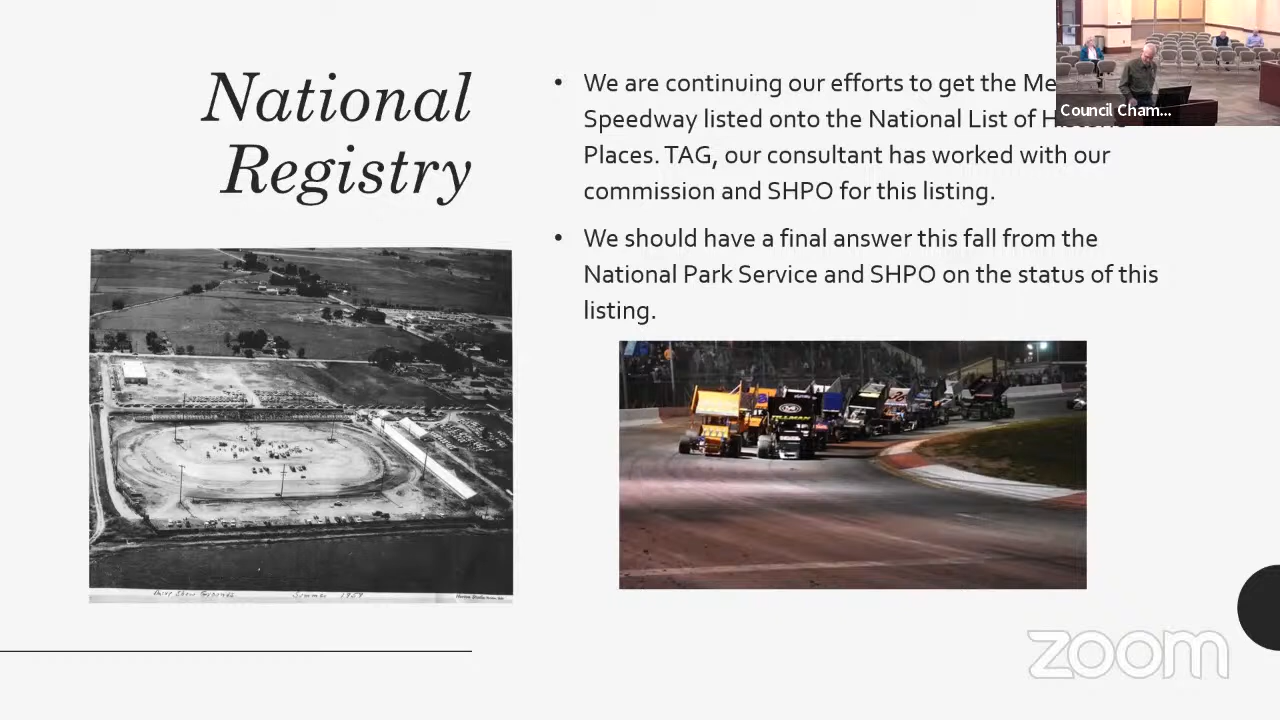 National
Registry
• We are continuing our efforts to get the Me
Speedway listed onto the National List of H
Places. TAG, our consultant has worked with our
commission and SHPO for this listing.
• We should have a final answer this fall from the
National Park Service and SHPO on the status of this
listing.
Council Cham...
Summer 1959
zoom